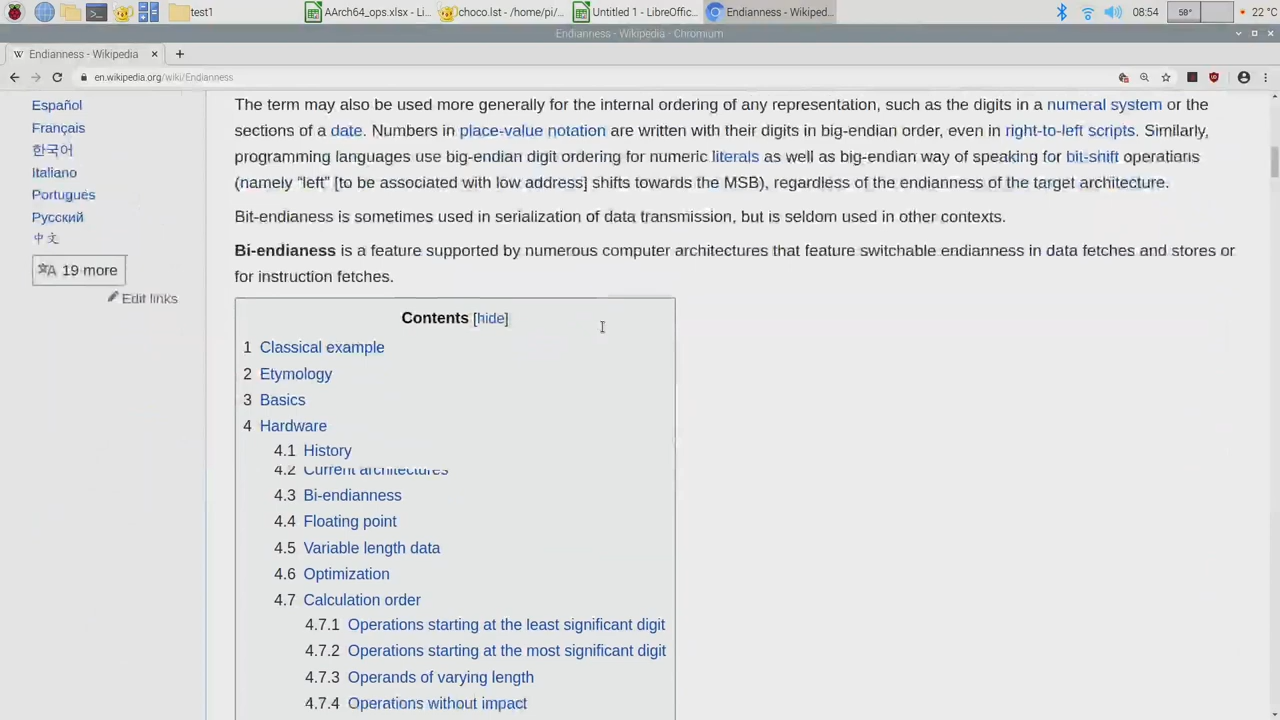 test1
AArch64_ops.xlsx - Li...
choco.lst - /home/pi/...
Untitled 1 - LibreOffic...
Endianness - Wikiped...
08:54
50°
22 °C
Endianness - Wikipedia - Chromium
W Endianness - Wikipedia × +
en.wikipedia.org/wiki/Endianness
Español
Français
한국어
Italiano
Português
Русский
中文
19 more
Edit links
The term may also be used more generally for the internal ordering of any representation, such as the digits in a numeral system or the
sections of a date. Numbers in place-value notation are written with their digits in big-endian order, even in right-to-left scripts. Similarly,
programming languages use big-endian digit ordering for numeric literals as well as big-endian way of speaking for bit-shift operations
(namely “left” [to be associated with low address] shifts towards the MSB), regardless of the endianness of the target architecture.
Bit-endianess is sometimes used in serialization of data transmission, but is seldom used in other contexts.
Bi-endianess is a feature supported by numerous computer architectures that feature switchable endianness in data fetches and stores or
for instruction fetches.
Contents [hide]
1 Classical example
2 Etymology
3 Basics
4 Hardware
4.1 History
4.2 Current architectures
4.3 Bi-endianness
4.4 Floating point
4.5 Variable length data
4.6 Optimization
4.7 Calculation order
4.7.1 Operations starting at the least significant digit
4.7.2 Operations starting at the most significant digit
4.7.3 Operands of varying length
4.7.4 Operations without impact